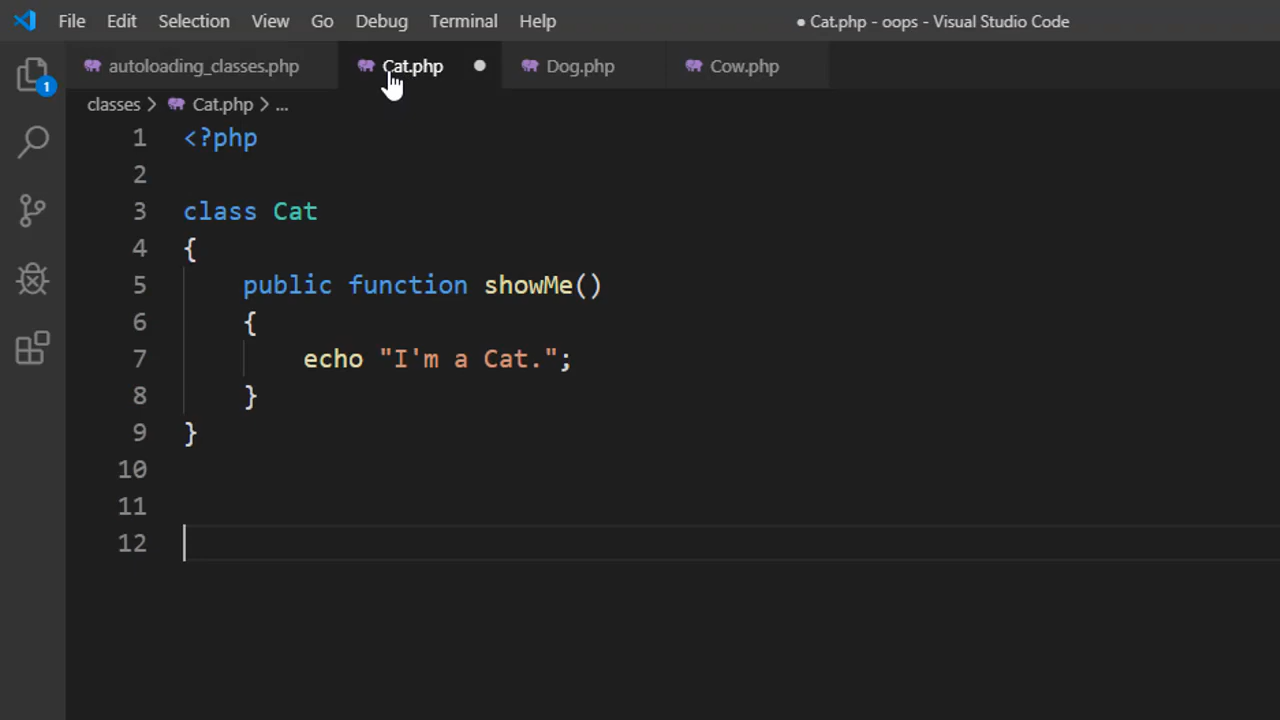 File Edit Selection View Go Debug Terminal Help ● Cat.php - oops - Visual Studio Code
autoloading_classes.php Cat.php ● Dog.php Cow.php
1
classes > Cat.php > ...
1 <?php
2
3 class Cat
4 {
5 public function showMe()
6 {
7 echo "I'm a Cat.";
8 }
9 }
10
11
12